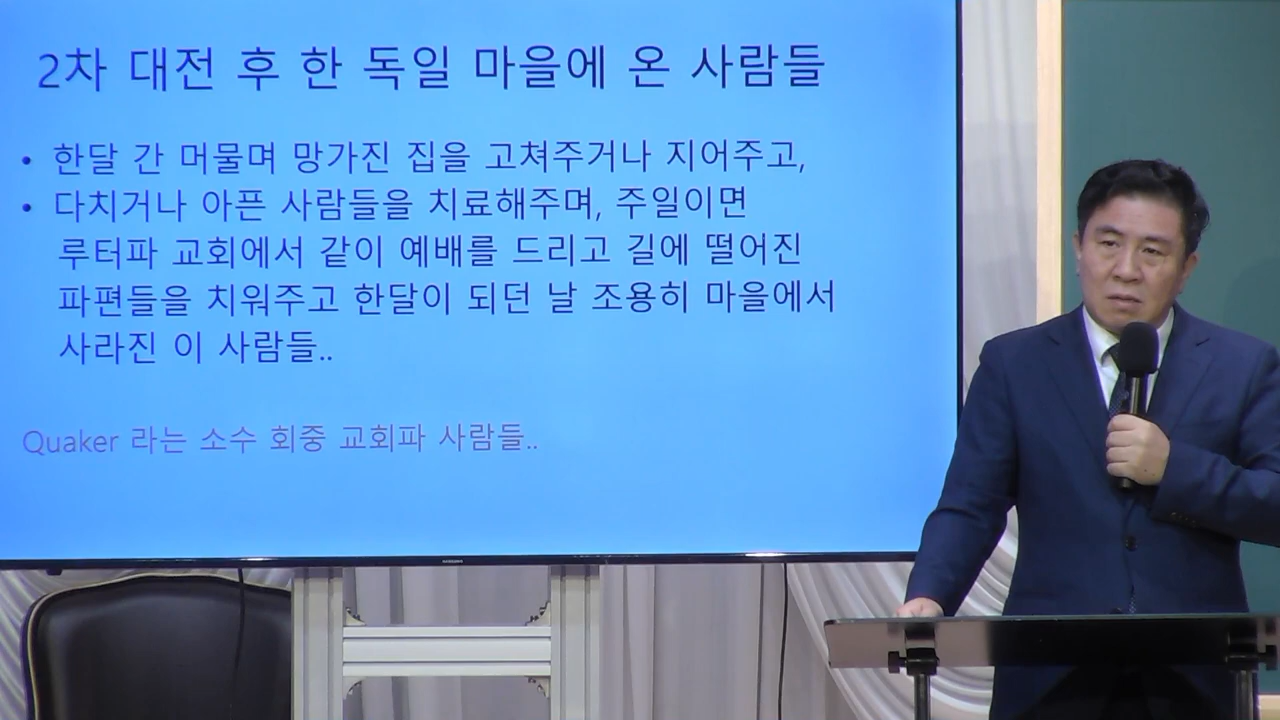 2차 대전 후 한 독일 마을에 온 사람들
• 한달 간 머물며 망가진 집을 고쳐주거나 지어주고,
• 다치거나 아픈 사람들을 치료해주며, 주일이면
루터파 교회에서 같이 예배를 드리고 길에 떨어진
파편들을 치워주고 한달이 되던 날 조용히 마을에서
사라진 이 사람들..
Quaker 라는 소수 회중 교회파 사람들..